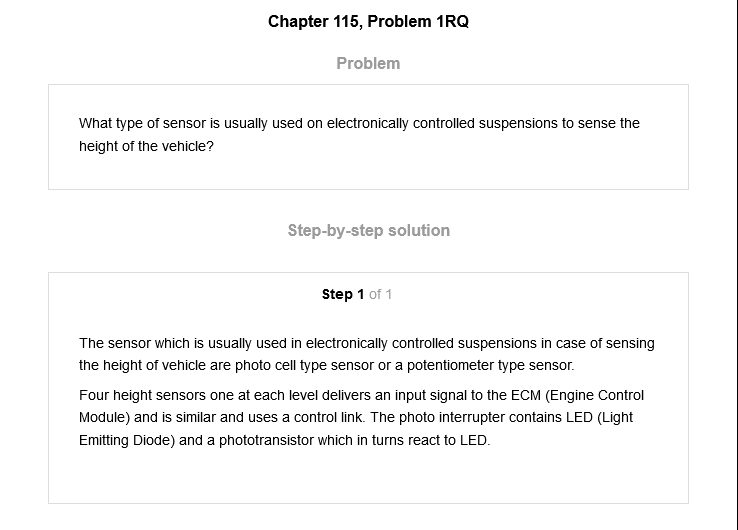 Chapter 115, Problem 1RQ
Problem
What type of sensor is usually used on electronically controlled suspensions to sense the
height of the vehicle?
Step-by-step solution
Step 1 of 1
The sensor which is usually used in electronically controlled suspensions in case of sensing
the height of vehicle are photo cell type sensor or a potentiometer type sensor.
Four height sensors one at each level delivers an input signal to the ECM (Engine Control
Module) and is similar and uses a control link. The photo interrupter contains LED (Light
Emitting Diode) and a phototransistor which in turns react to LED.